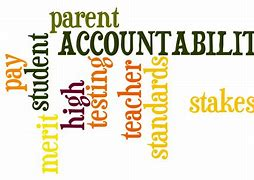 parent
ACCOUNTABILIT
pay
student
merit
high
testing
teacher
standards
stakes